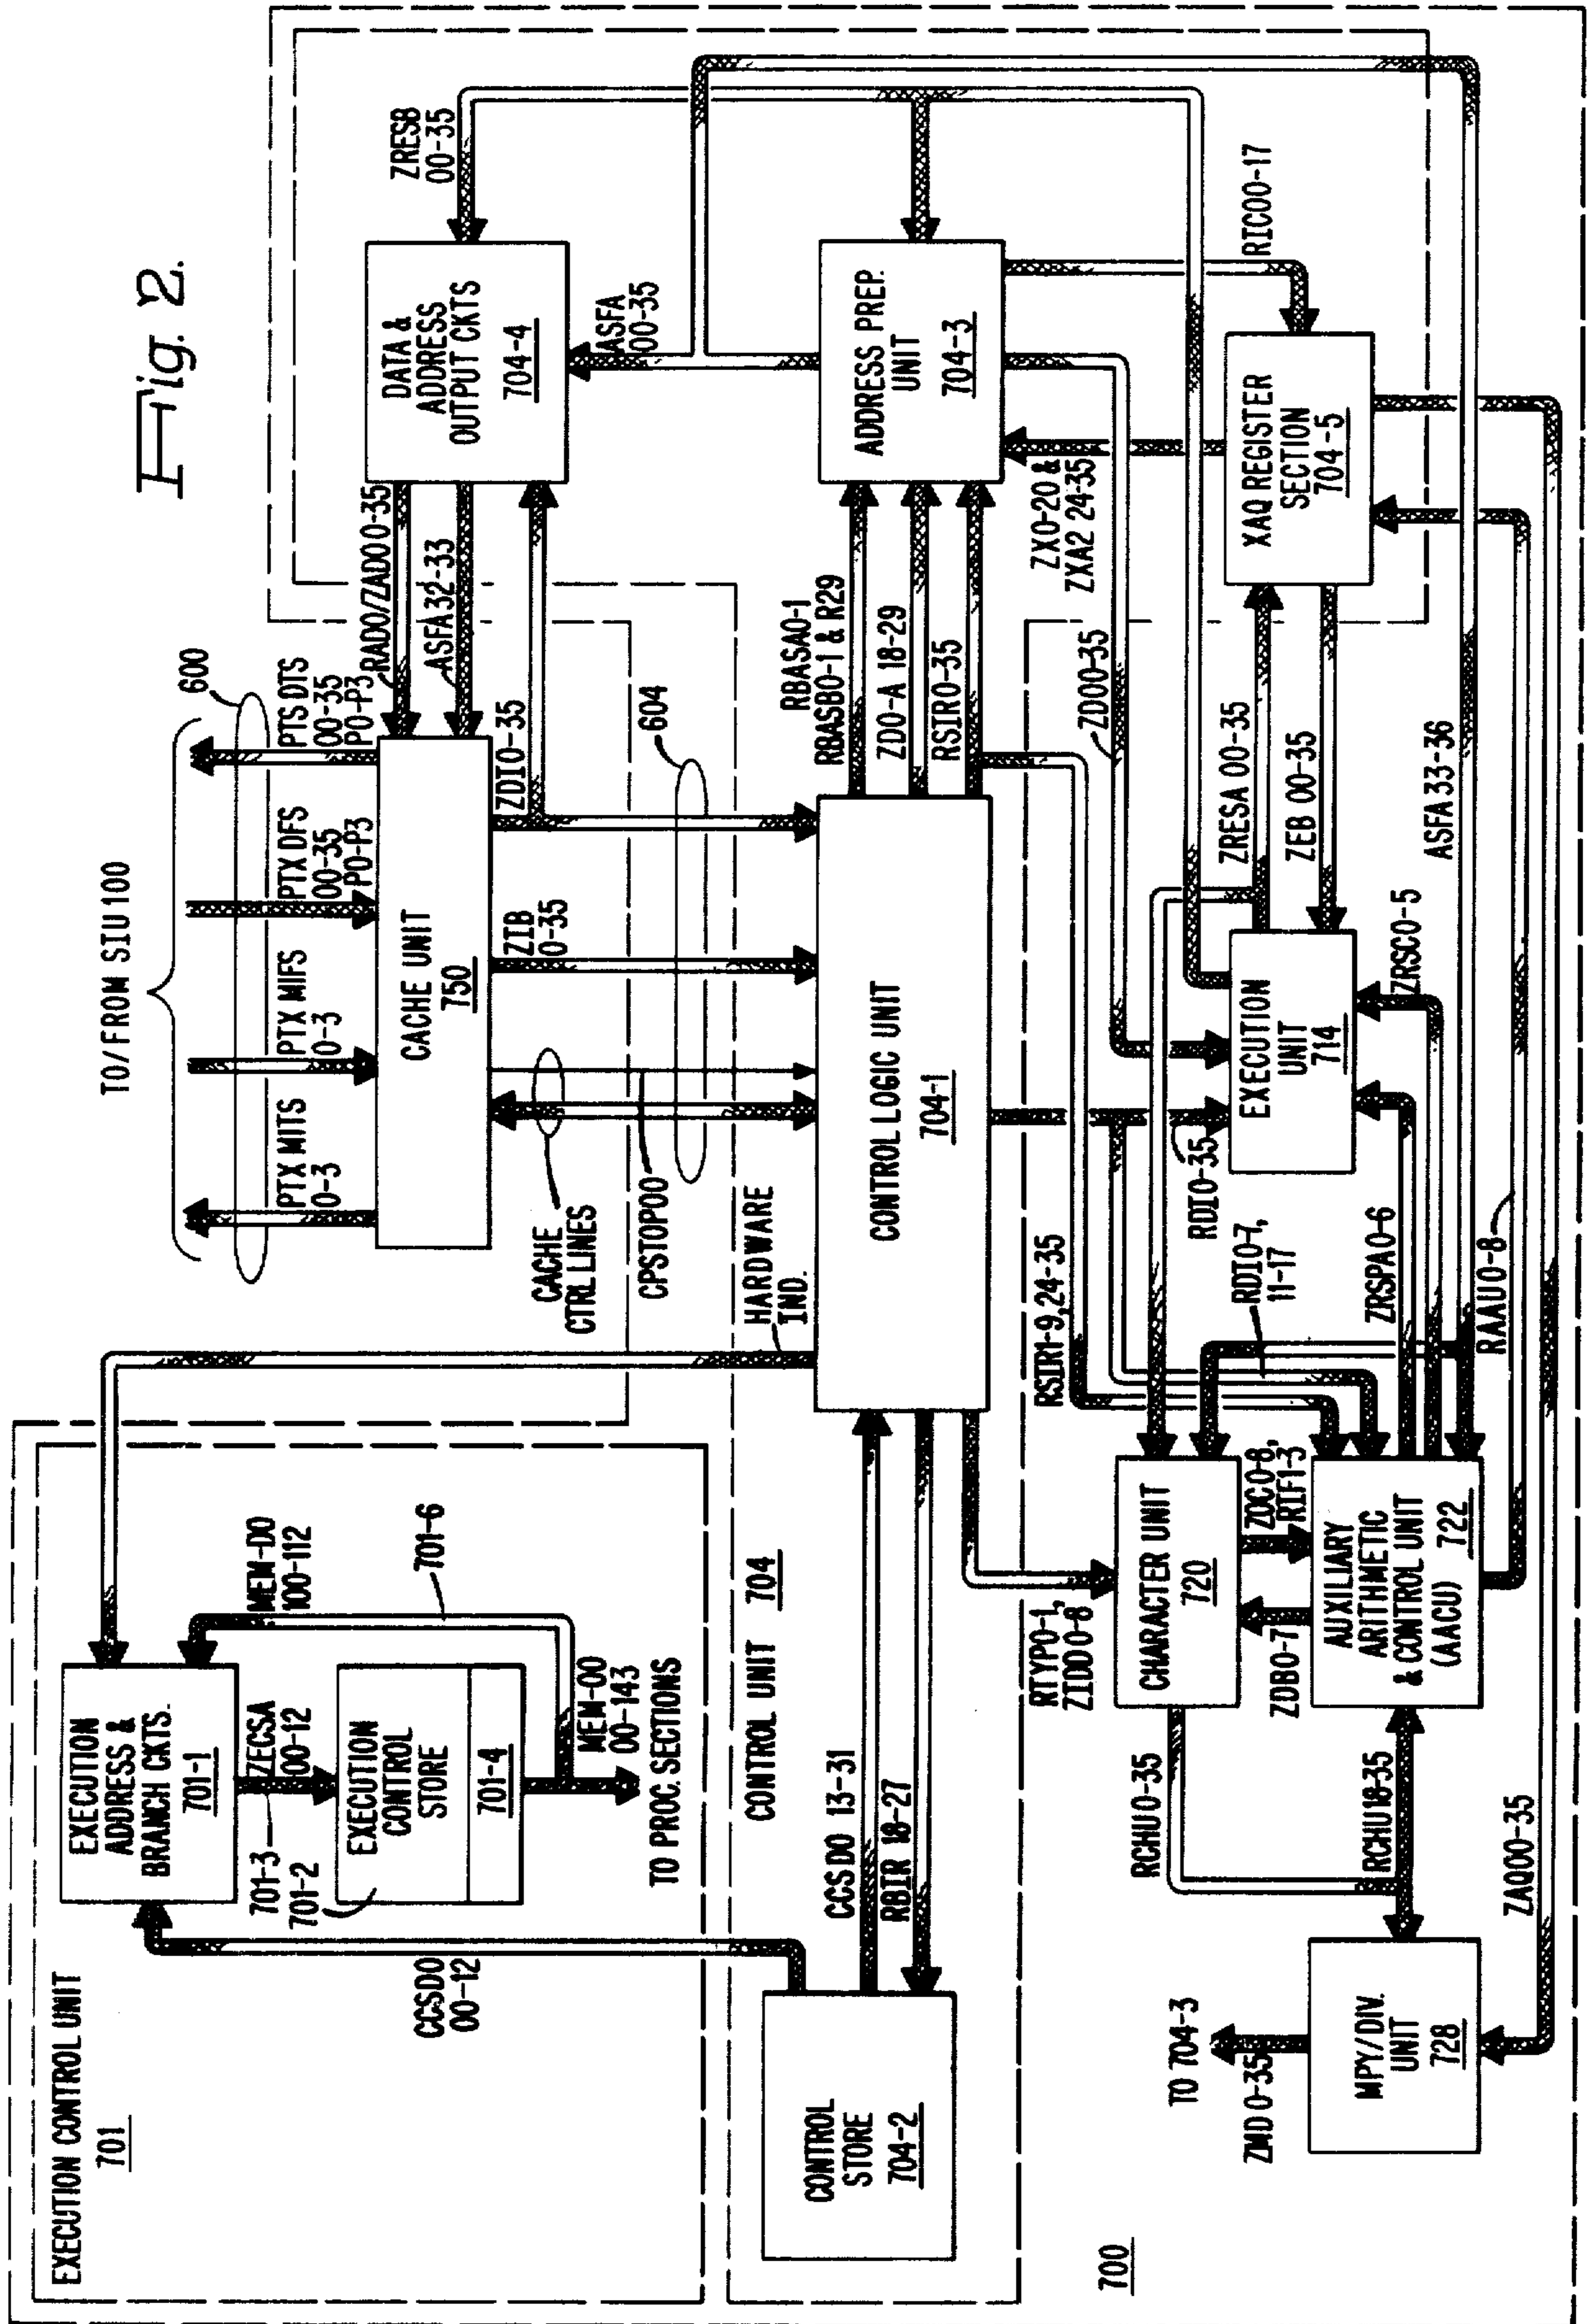 Fig. 2.
TO/FROM SIU 100
600
PTX MITS
0-3
PTX MIFS
0-3
PTX DFS
00-35
P0-P3
PTS DTS
00-35
P0-P3
CACHE UNIT
750
RADO/ZADO 0-35
ASFA 32-33
ZDI0-35
ZIB
0-35
604
CACHE
CTRL LINES
CPSTOP00
HARDWARE
IND.
DATA &
ADDRESS
OUTPUT CKTS
704-4
ZRESB
00-35
ASFA
00-35
EXECUTION CONTROL UNIT
701
EXECUTION
ADDRESS &
BRANCH CKTS.
701-1
ZECSA
00-12
701-3
701-2
EXECUTION
CONTROL
STORE
701-4
MEM-DO
100-112
701-6
MEM-00
00-143
TO PROC. SECTIONS
CCSDO
00-12
CONTROL UNIT 704
CONTROL
STORE
704-2
CCS DO 13-31
RBIR 18-27
CONTROL LOGIC UNIT
704-1
RBASA0-1
RBASB0-1 & R29
ZDO-A 18-29
RSIR0-35
ADDRESS PREP.
UNIT
704-3
ZX0-20 &
ZXA2 24-35
RIC00-17
ZDO0-35
XAQ REGISTER
SECTION
704-5
ZRESA 00-35
ZEB 00-35
ASFA 33-36
EXECUTION
UNIT
714
ZRSC0-5
RDI0-35
RDI0-7,
11-17
RSIR1-9,24-35
ZRSPA0-6
RAAU0-8
RTYP0-1,
ZIDD0-8
CHARACTER UNIT
720
ZOC0-8,
RIF1-3
ZDB0-7
AUXILIARY
ARITHMETIC
& CONTROL UNIT
(AACU)
722
RCHU0-35
RCHU18-35
ZAQ00-35
MPY/DIV.
UNIT
728
TO 704-3
ZMD 0-35
700